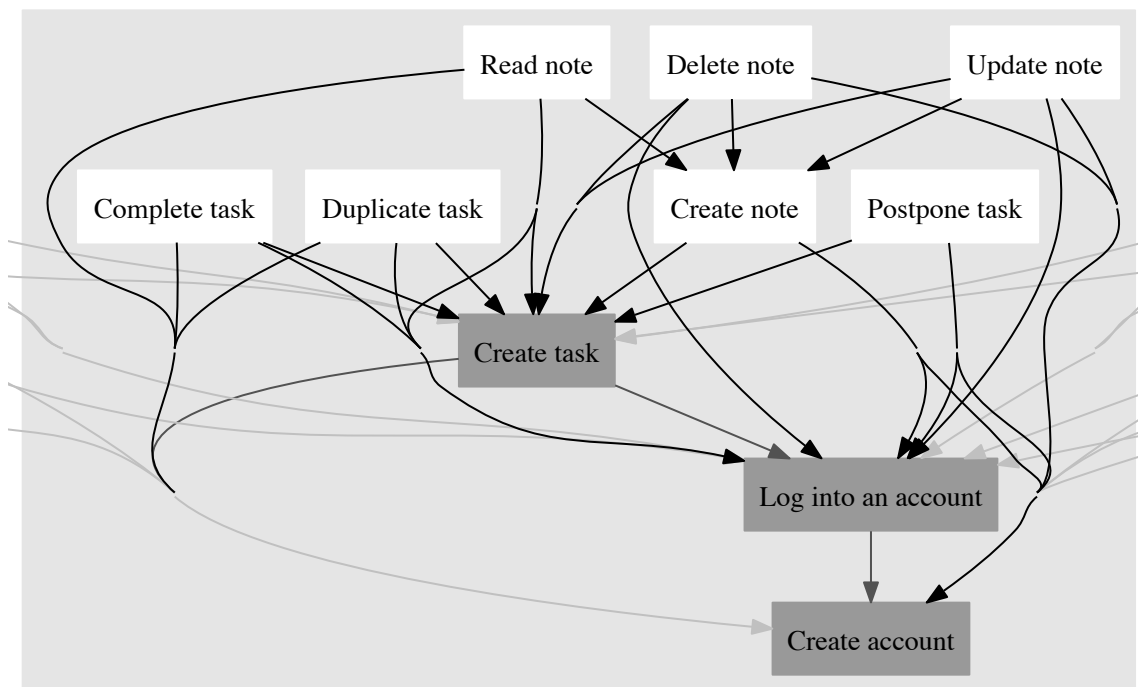 Read note
Delete note
Update note
Complete task
Duplicate task
Create note
Postpone task
Create task
Log into an account
Create account